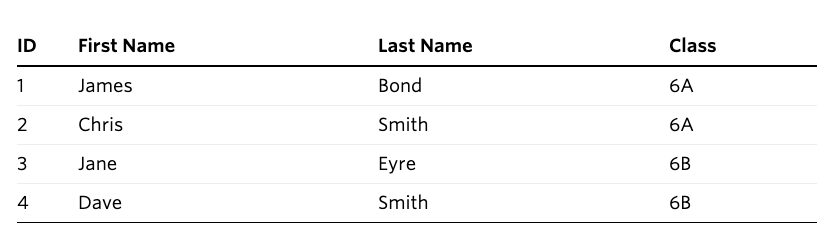 ID First Name Last Name Class
1 James Bond 6A
2 Chris Smith 6A
3 Jane Eyre 6B
4 Dave Smith 6B